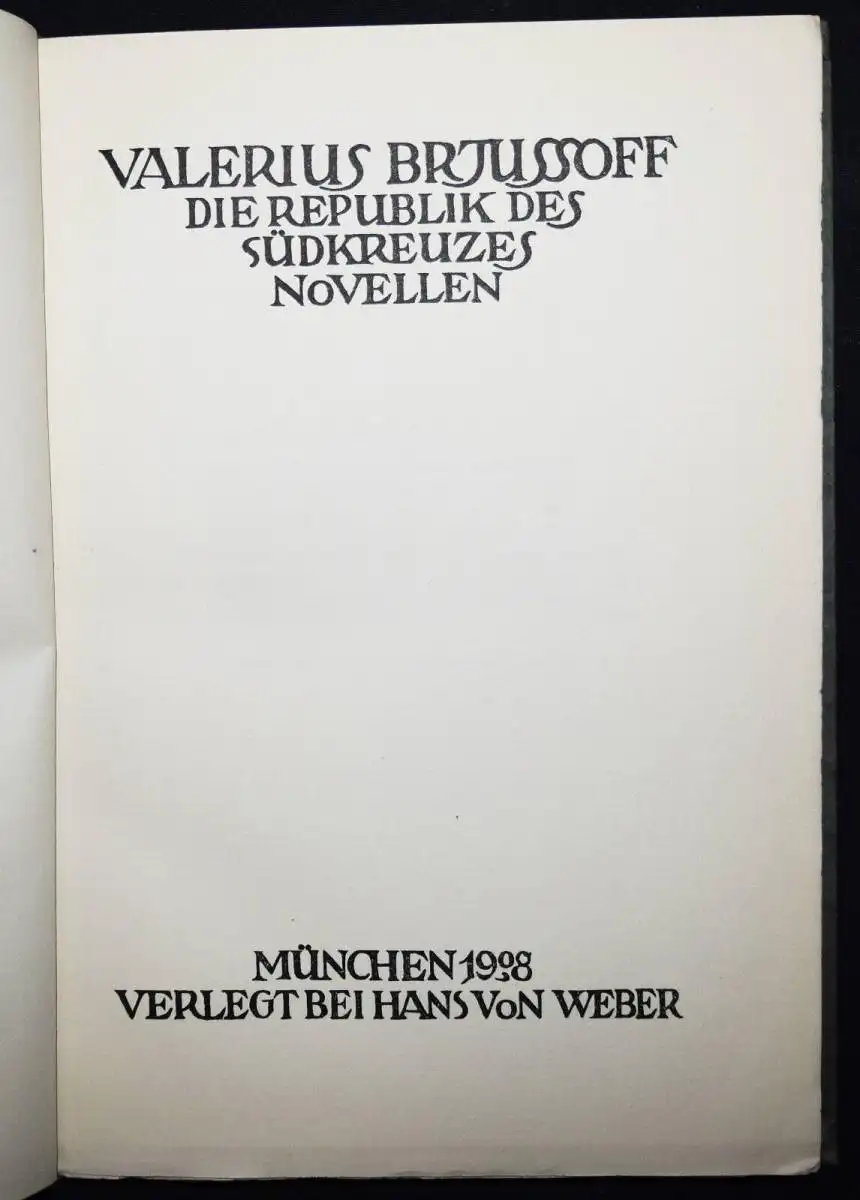 VALERIUS BRJUSSOFF
DIE REPUBLIK DES
SÜDKREUZES
NOVELLEN
MÜNCHEN 1908
VERLEGT BEI HANS VON WEBER